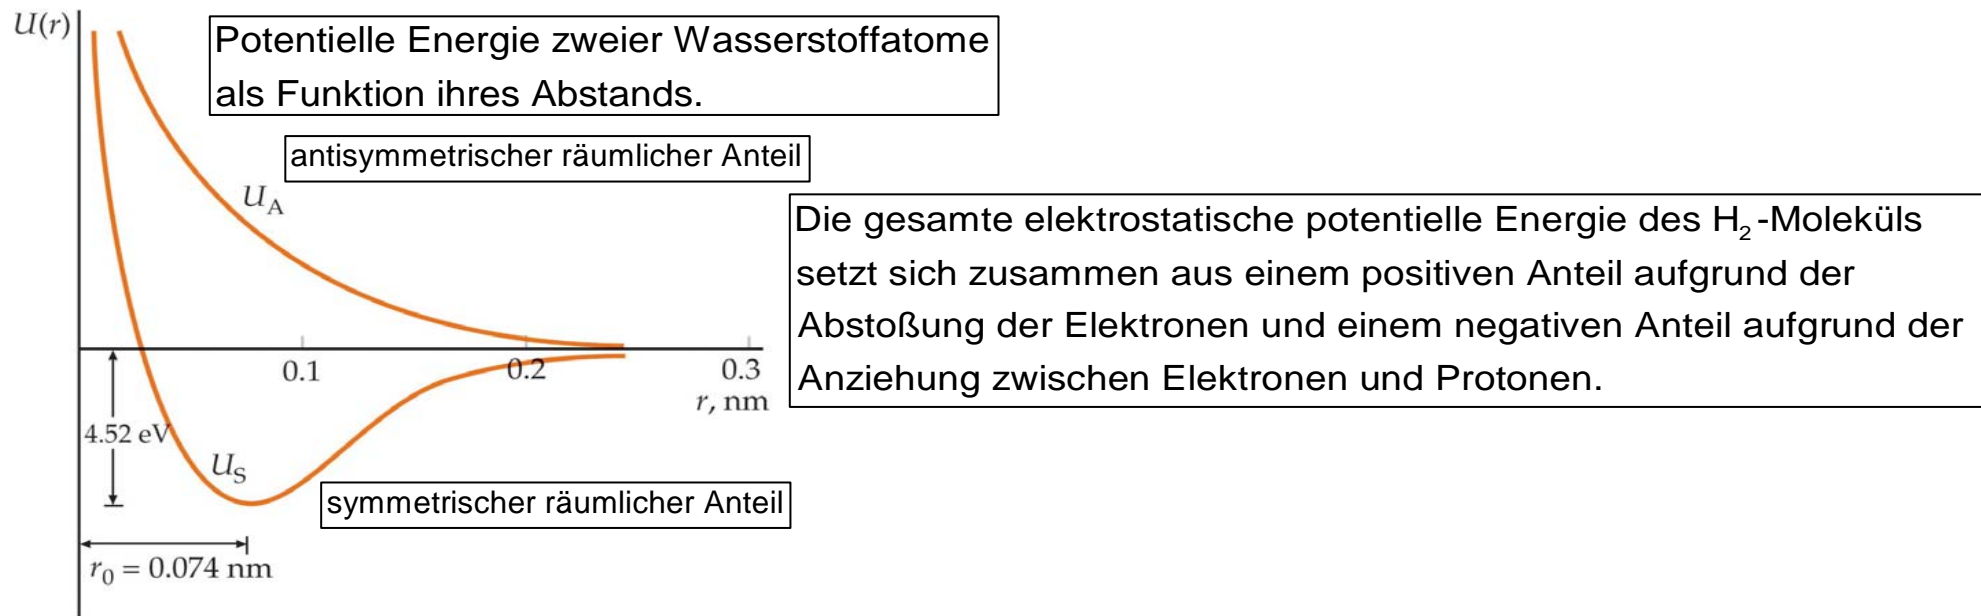 U(r)
Potentielle Energie zweier Wasserstoffatome
als Funktion ihres Abstands.
antisymmetrischer räumlicher Anteil
U_A
Die gesamte elektrostatische potentielle Energie des H₂-Moleküls
setzt sich zusammen aus einem positiven Anteil aufgrund der
Abstoßung der Elektronen und einem negativen Anteil aufgrund der
Anziehung zwischen Elektronen und Protonen.
0.1 0.2 0.3
r, nm
4.52 eV
U_S
symmetrischer räumlicher Anteil
r₀ = 0.074 nm